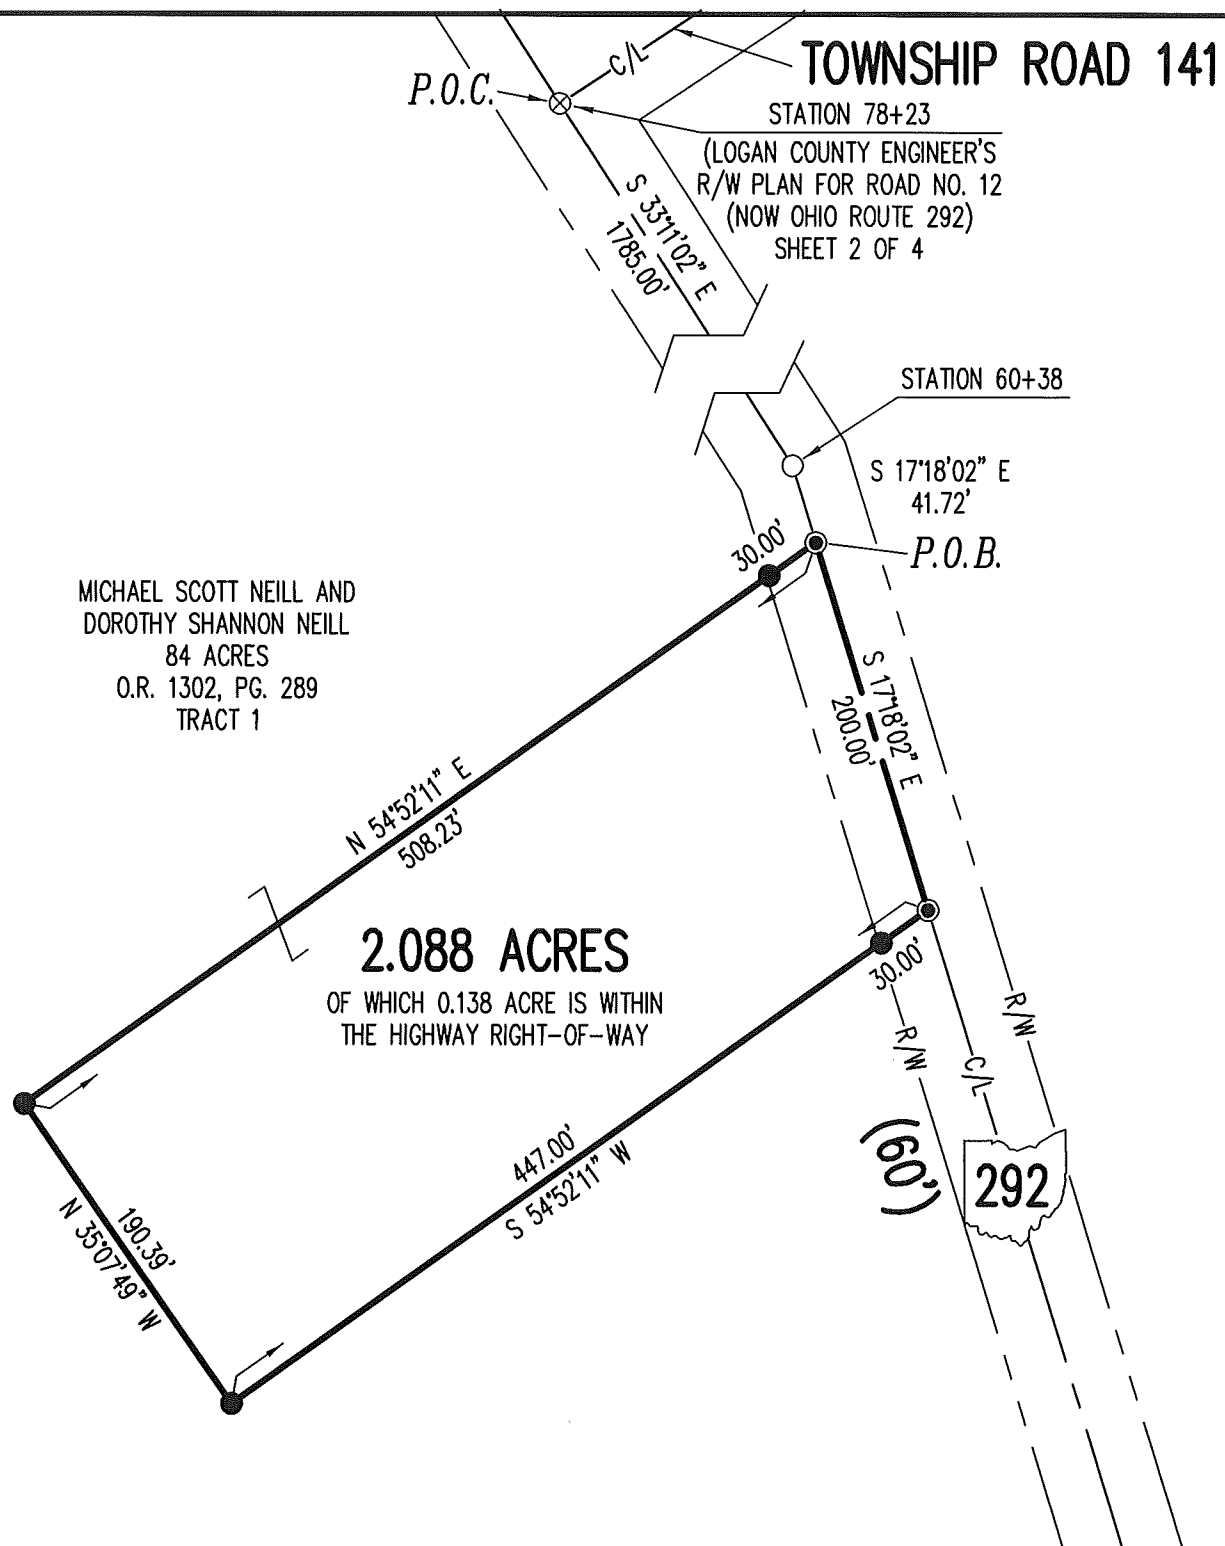 TOWNSHIP ROAD 141
C/L
P.O.C.
STATION 78+23
(LOGAN COUNTY ENGINEER'S
R/W PLAN FOR ROAD NO. 12
(NOW OHIO ROUTE 292)
SHEET 2 OF 4
S 33°11'02" E
1785.00'
STATION 60+38
S 17°18'02" E
41.72'
30.00'
P.O.B.
MICHAEL SCOTT NEILL AND
DOROTHY SHANNON NEILL
84 ACRES
O.R. 1302, PG. 289
TRACT 1
S 17°18'02" E
200.00'
N 54°52'11" E
508.23'
2.088 ACRES
OF WHICH 0.138 ACRE IS WITHIN
THE HIGHWAY RIGHT-OF-WAY
30.00'
R/W
R/W
C/L
447.00'
S 54°52'11" W
(60')
292
190.39'
N 35°07'49" W